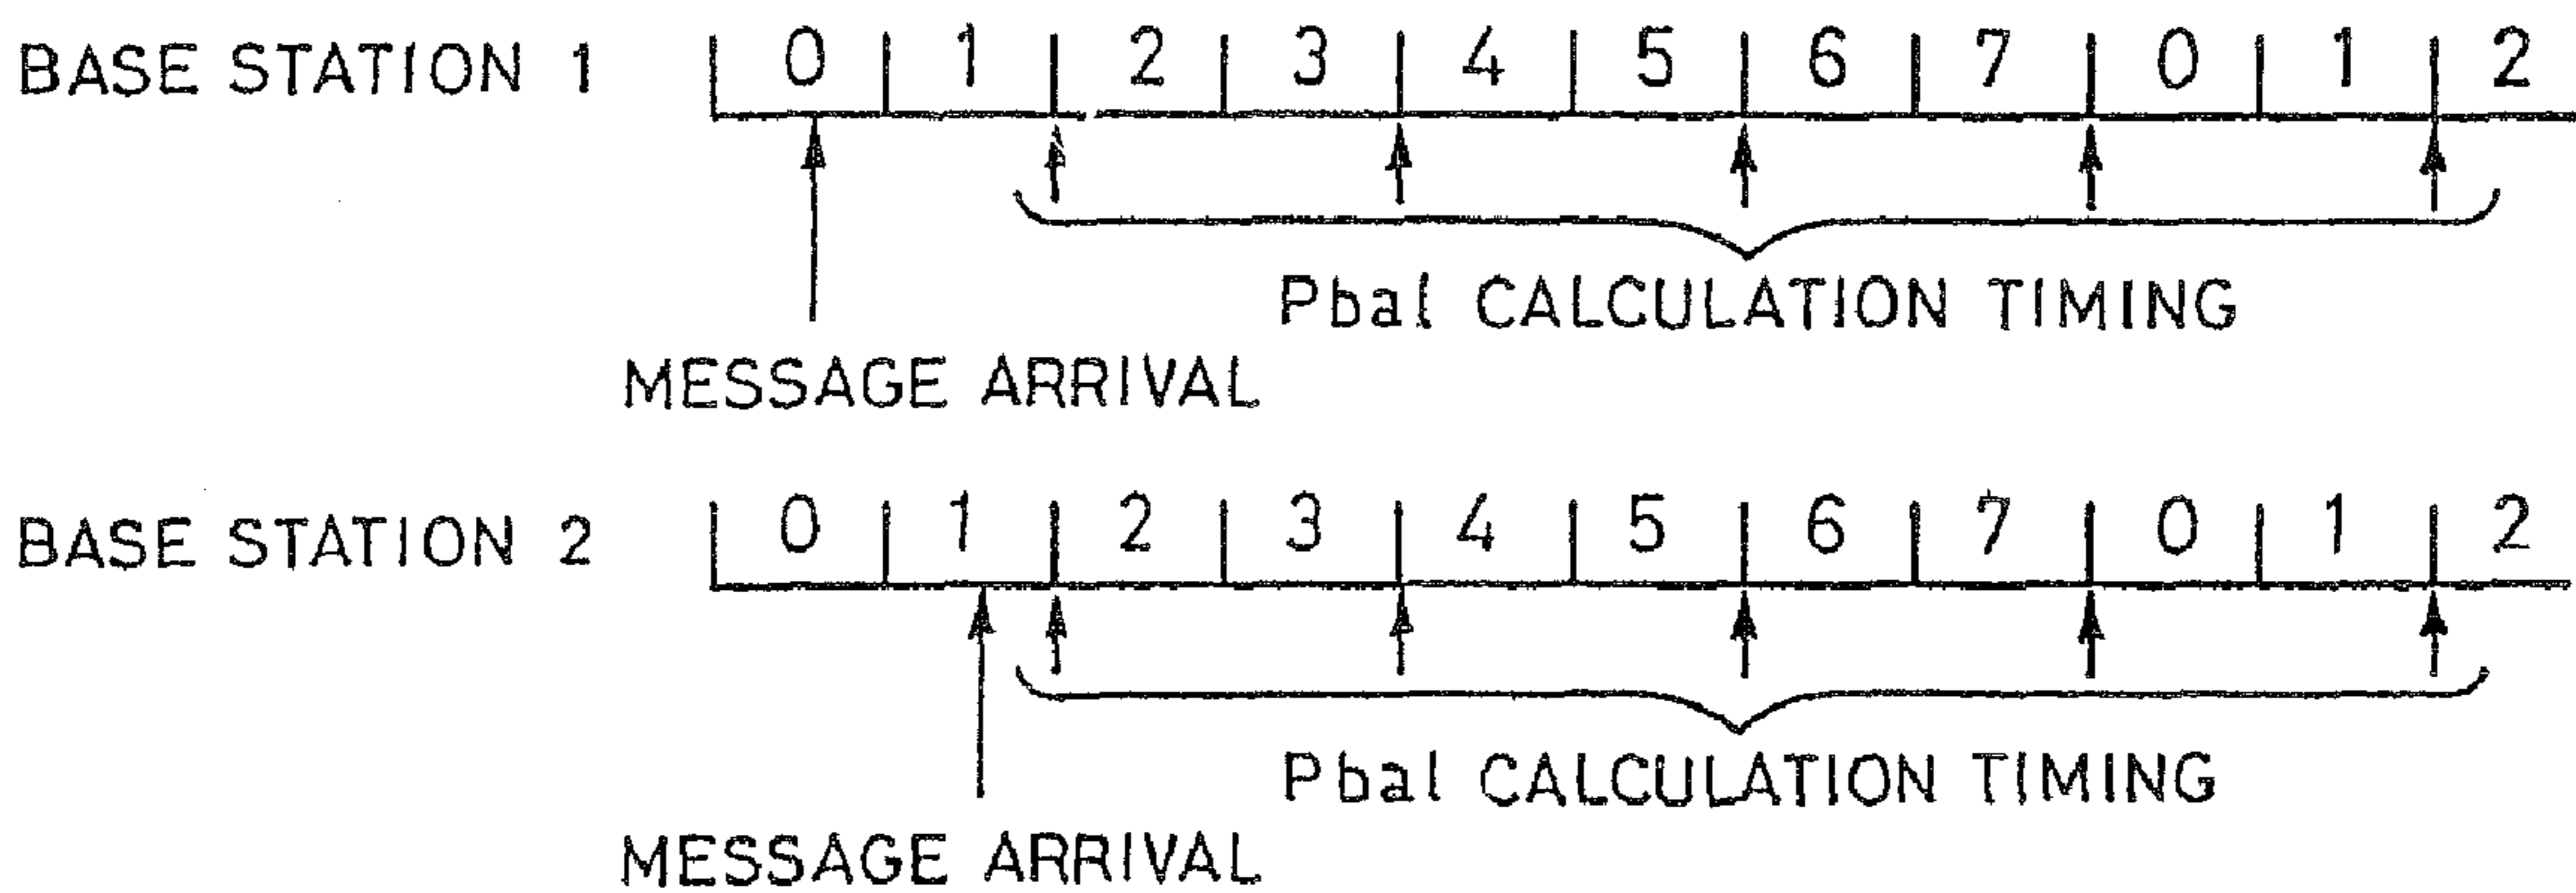 BASE STATION 1 0 1 2 3 4 5 6 7 0 1 2
Pbal CALCULATION TIMING
MESSAGE ARRIVAL
BASE STATION 2 0 1 2 3 4 5 6 7 0 1 2
Pbal CALCULATION TIMING
MESSAGE ARRIVAL